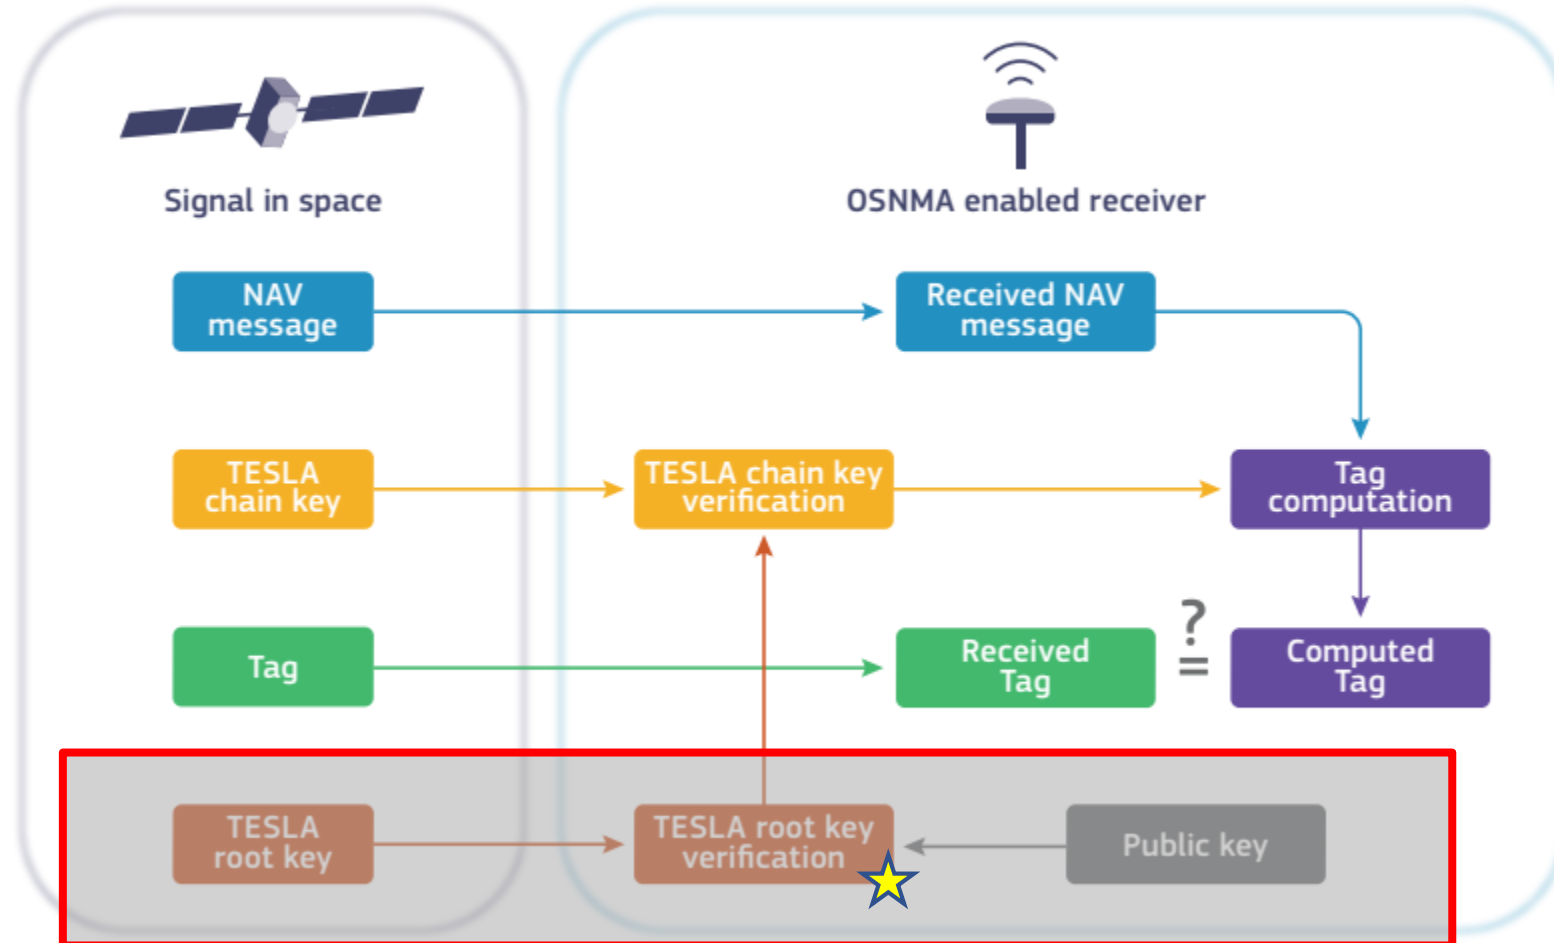 Signal in space
OSNMA enabled receiver
NAV
message
Received NAV
message
TESLA
chain key
TESLA chain key
verification
Tag
computation
Tag
Received
Tag
?
=
Computed
Tag
TESLA
root key
TESLA root key
verification
Public key